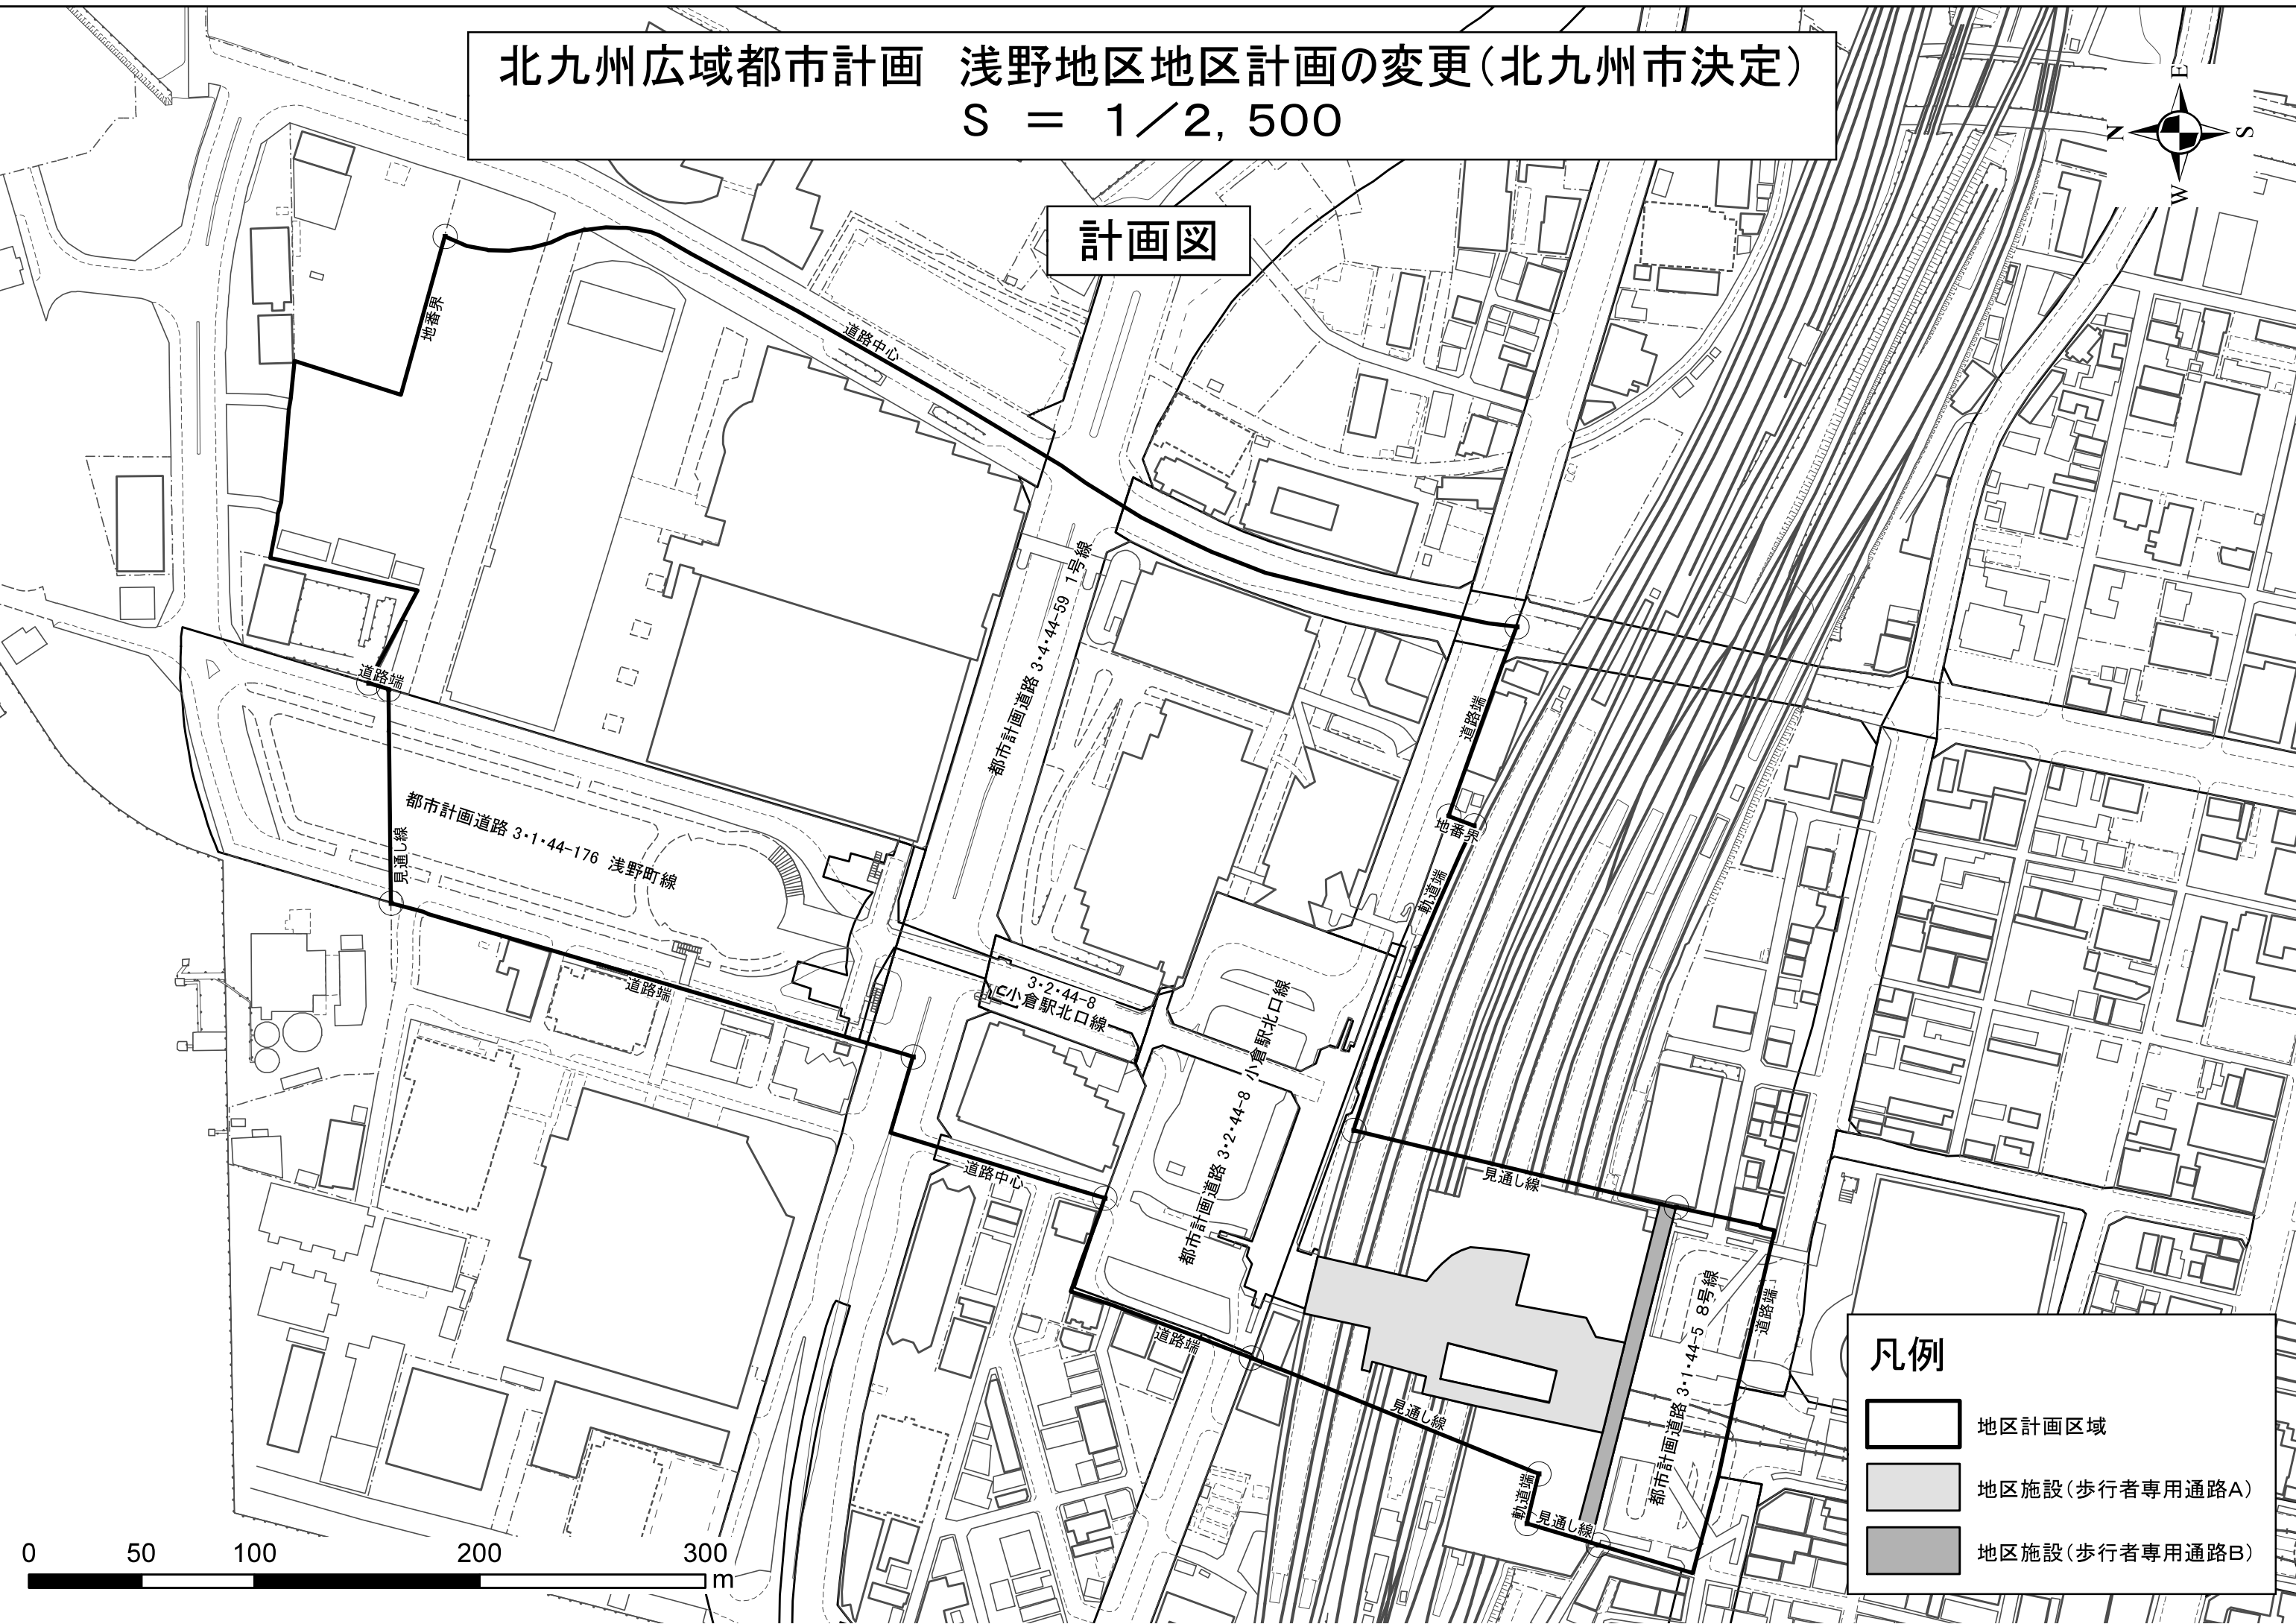 北九州広域都市計画　浅野地区地区計画の変更（北九州市決定）
Ｓ　＝　１／２，５００
計画図
E
N
S
W
地番界
道路中心
都市計画道路 3・4・44-59 1号線
道路端
道路端
都市計画道路 3・1・44-176 浅野町線
見通し線
地番界
軌道端
道路端
3・2・44-8
小倉駅北口線
都市計画道路 3・2・44-8 小倉駅北口線
道路中心
見通し線
道路端
見通し線
都市計画道路 3・1・44-5 8号線
道路端
軌道端
見通し線
凡例
地区計画区域
地区施設（歩行者専用通路A）
地区施設（歩行者専用通路B）
0 50 100 200 300
m